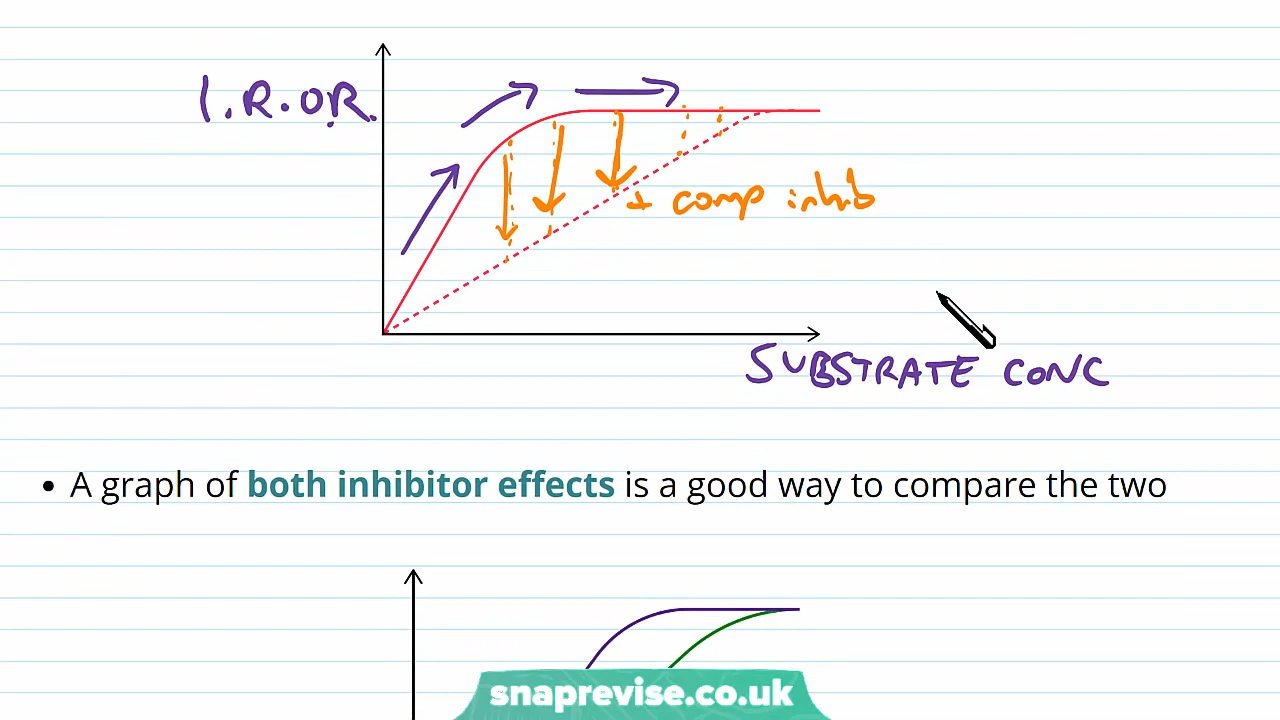 I.R.O.R.
+ comp inhib
SUBSTRATE CONC
• A graph of both inhibitor effects is a good way to compare the two
snaprevise.co.uk